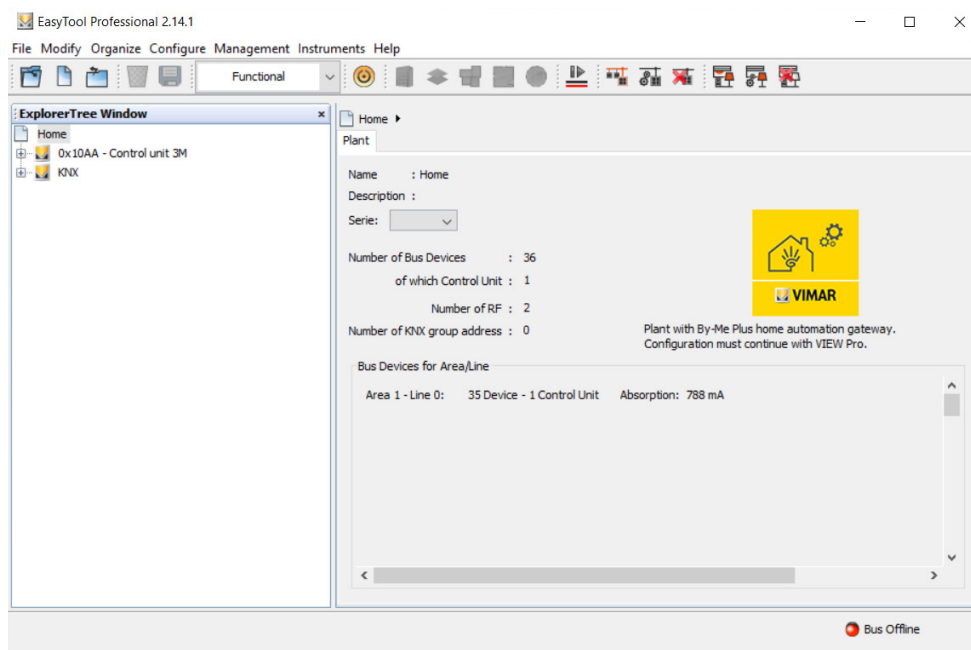 EasyTool Professional 2.14.1
File Modify Organize Configure Management Instruments Help
Functional
ExplorerTree Window
Home
0x10AA - Control unit 3M
KNX
Home
Plant
Name : Home
Description :
Serie:
Number of Bus Devices : 36
of which Control Unit : 1
Number of RF : 2
Number of KNX group address : 0
VIMAR
Plant with By-Me Plus home automation gateway.
Configuration must continue with VIEW Pro.
Bus Devices for Area/Line
Area 1 - Line 0: 35 Device - 1 Control Unit Absorption: 788 mA
Bus Offline